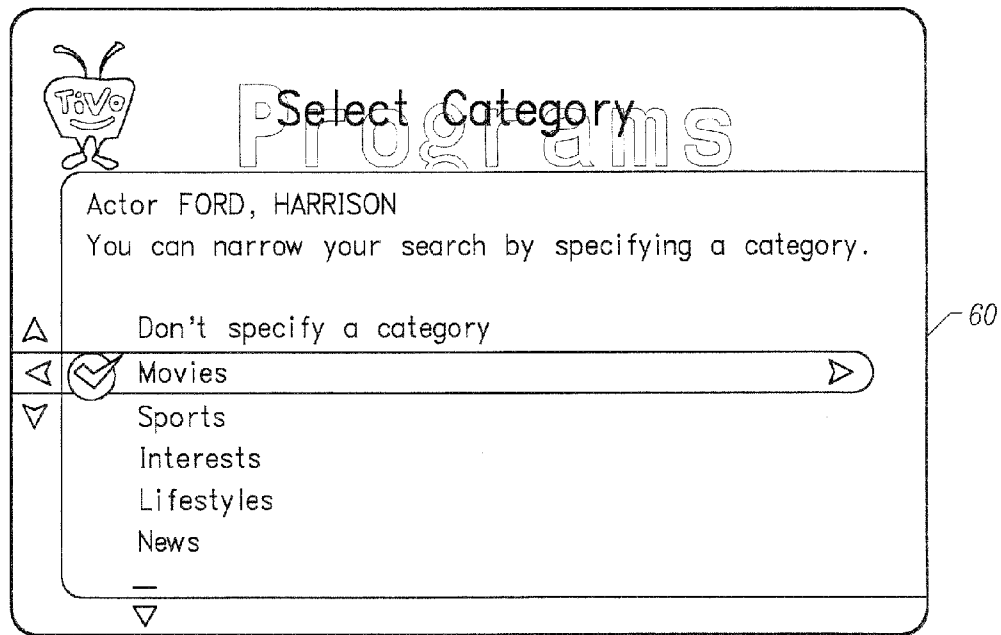 TiVo
Programs
Select Category
Actor FORD, HARRISON
You can narrow your search by specifying a category.
Don't specify a category
Movies
Sports
Interests
Lifestyles
News
60